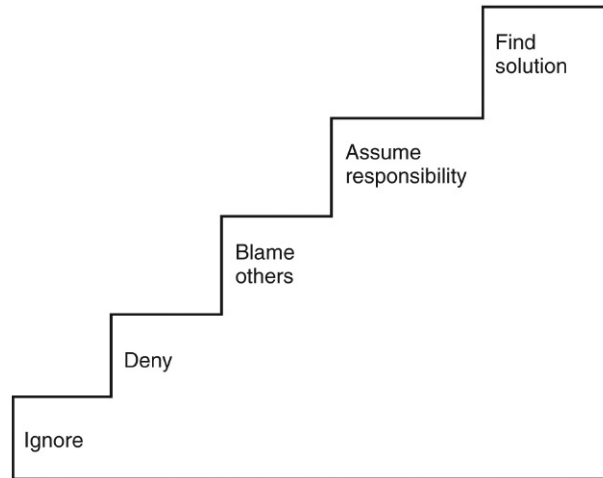 Find
solution
Assume
responsibility
Blame
others
Deny
Ignore